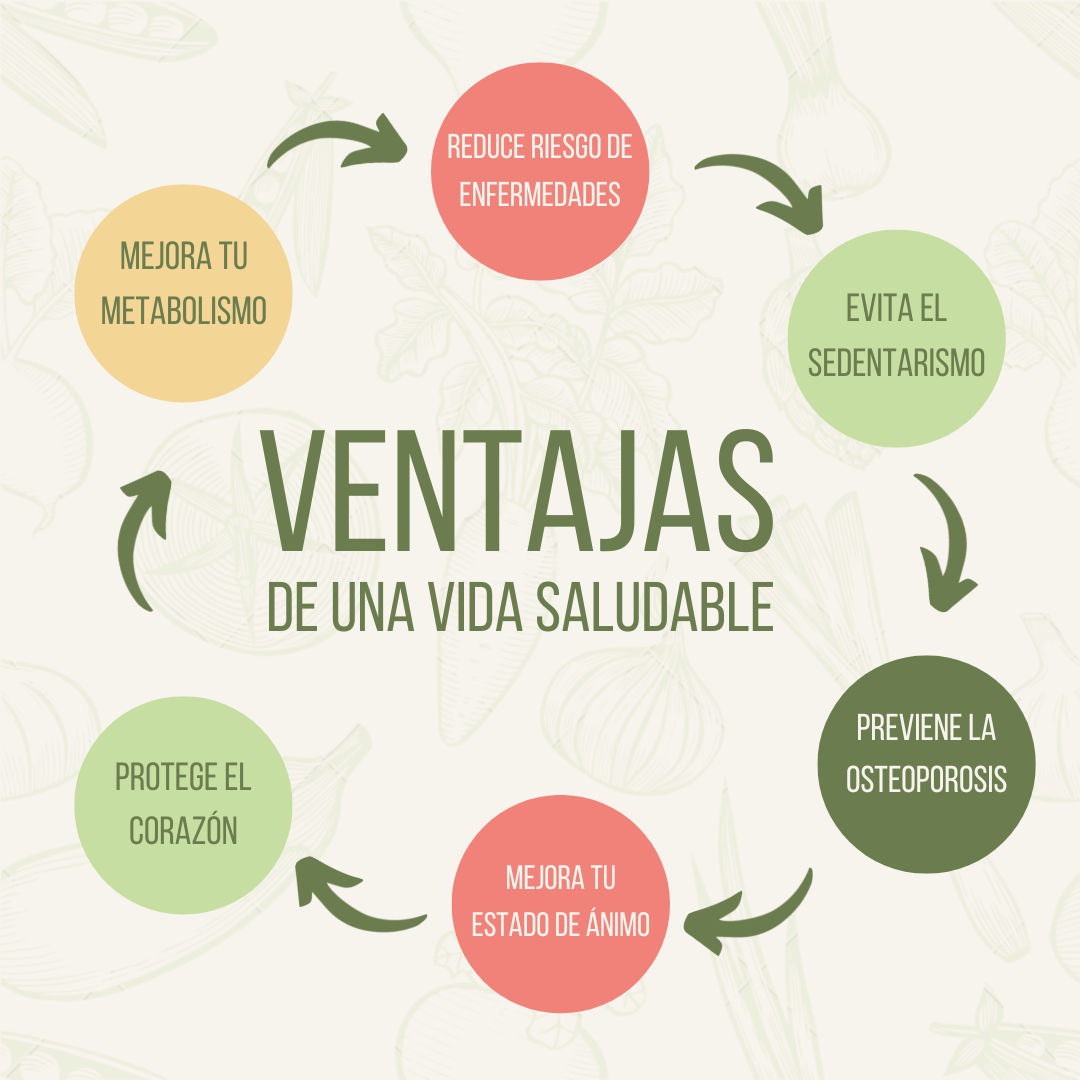 REDUCE RIESGO DE
ENFERMEDADES
MEJORA TU
METABOLISMO
EVITA EL
SEDENTARISMO
VENTAJAS
DE UNA VIDA SALUDABLE
PREVIENE LA
OSTEOPOROSIS
PROTEGE EL
CORAZÓN
MEJORA TU
ESTADO DE ÁNIMO